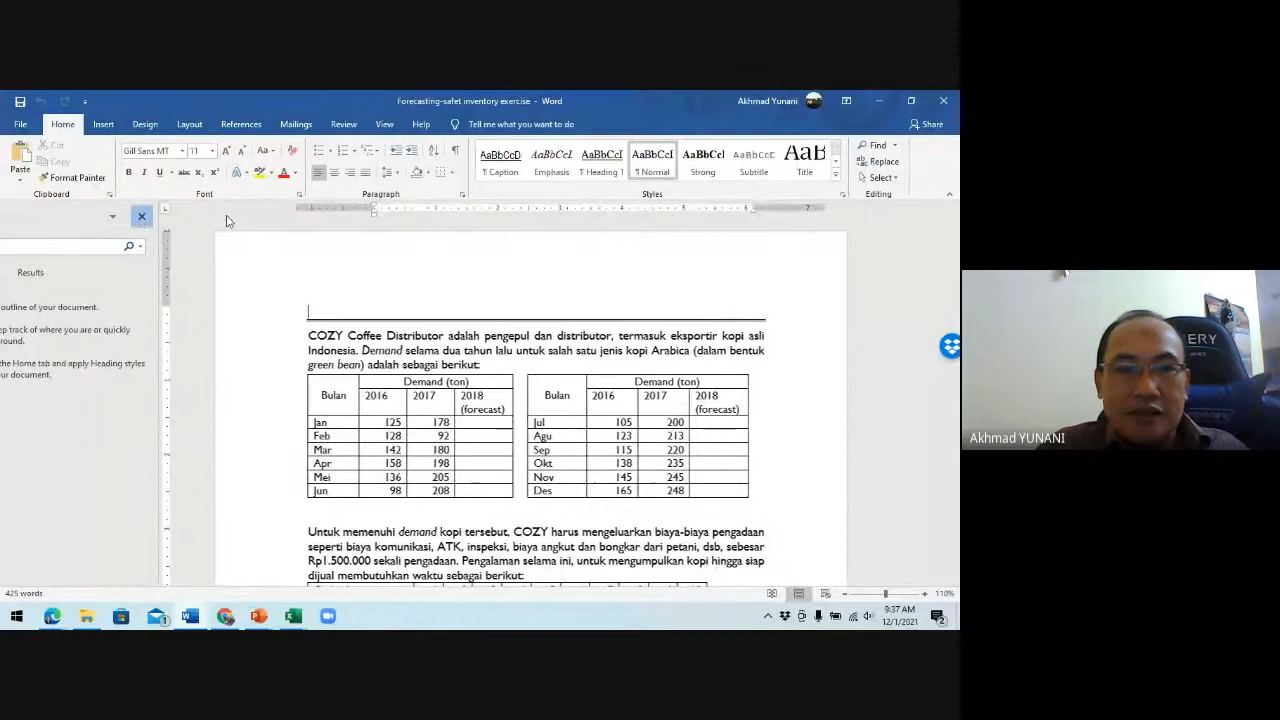 Forecasting-safet inventory exercise - Word
Akhmad Yunani
File Home Insert Design Layout References Mailings Review View Help Tell me what you want to do Share
Paste
Cut
Copy
Format Painter
Clipboard
Gill Sans MT 11
Font
Paragraph
AaBbCcD AaBbCcI AaBbCcI AaBbCcI AaBbCcl AaBbCcD AaB
¶ Caption Emphasis ¶ Heading 1 ¶ Normal Strong Subtitle Title
Styles
Find
Replace
Select
Editing
Results
outline of your document.
ep track of where you are or quickly
round.
the Home tab and apply Heading styles
cument.
COZY Coffee Distributor adalah pengepul dan distributor, termasuk eksportir kopi asli
Indonesia. Demand selama dua tahun lalu untuk salah satu jenis kopi Arabica (dalam bentuk
green bean) adalah sebagai berikut:
Bulan Demand (ton) Bulan Demand (ton)
2016 2017 2018 2016 2017 2018
(forecast) (forecast)
Jan 125 178 Jul 105 200
Feb 128 92 Agu 123 213
Mar 142 180 Sep 115 220
Apr 158 198 Okt 138 235
Mei 136 205 Nov 145 245
Jun 98 208 Des 165 248
Untuk memenuhi demand kopi tersebut, COZY harus mengeluarkan biaya-biaya pengadaan
seperti biaya komunikasi, ATK, inspeksi, biaya angkut dan bongkar dari petani, dsb, sebesar
Rp1.500.000 sekali pengadaan. Pengalaman selama ini, untuk mengumpulkan kopi hingga siap
dijual membutuhkan waktu sebagai berikut:
425 words
110%
9:37 AM
12/1/2021
Akhmad YUNANI